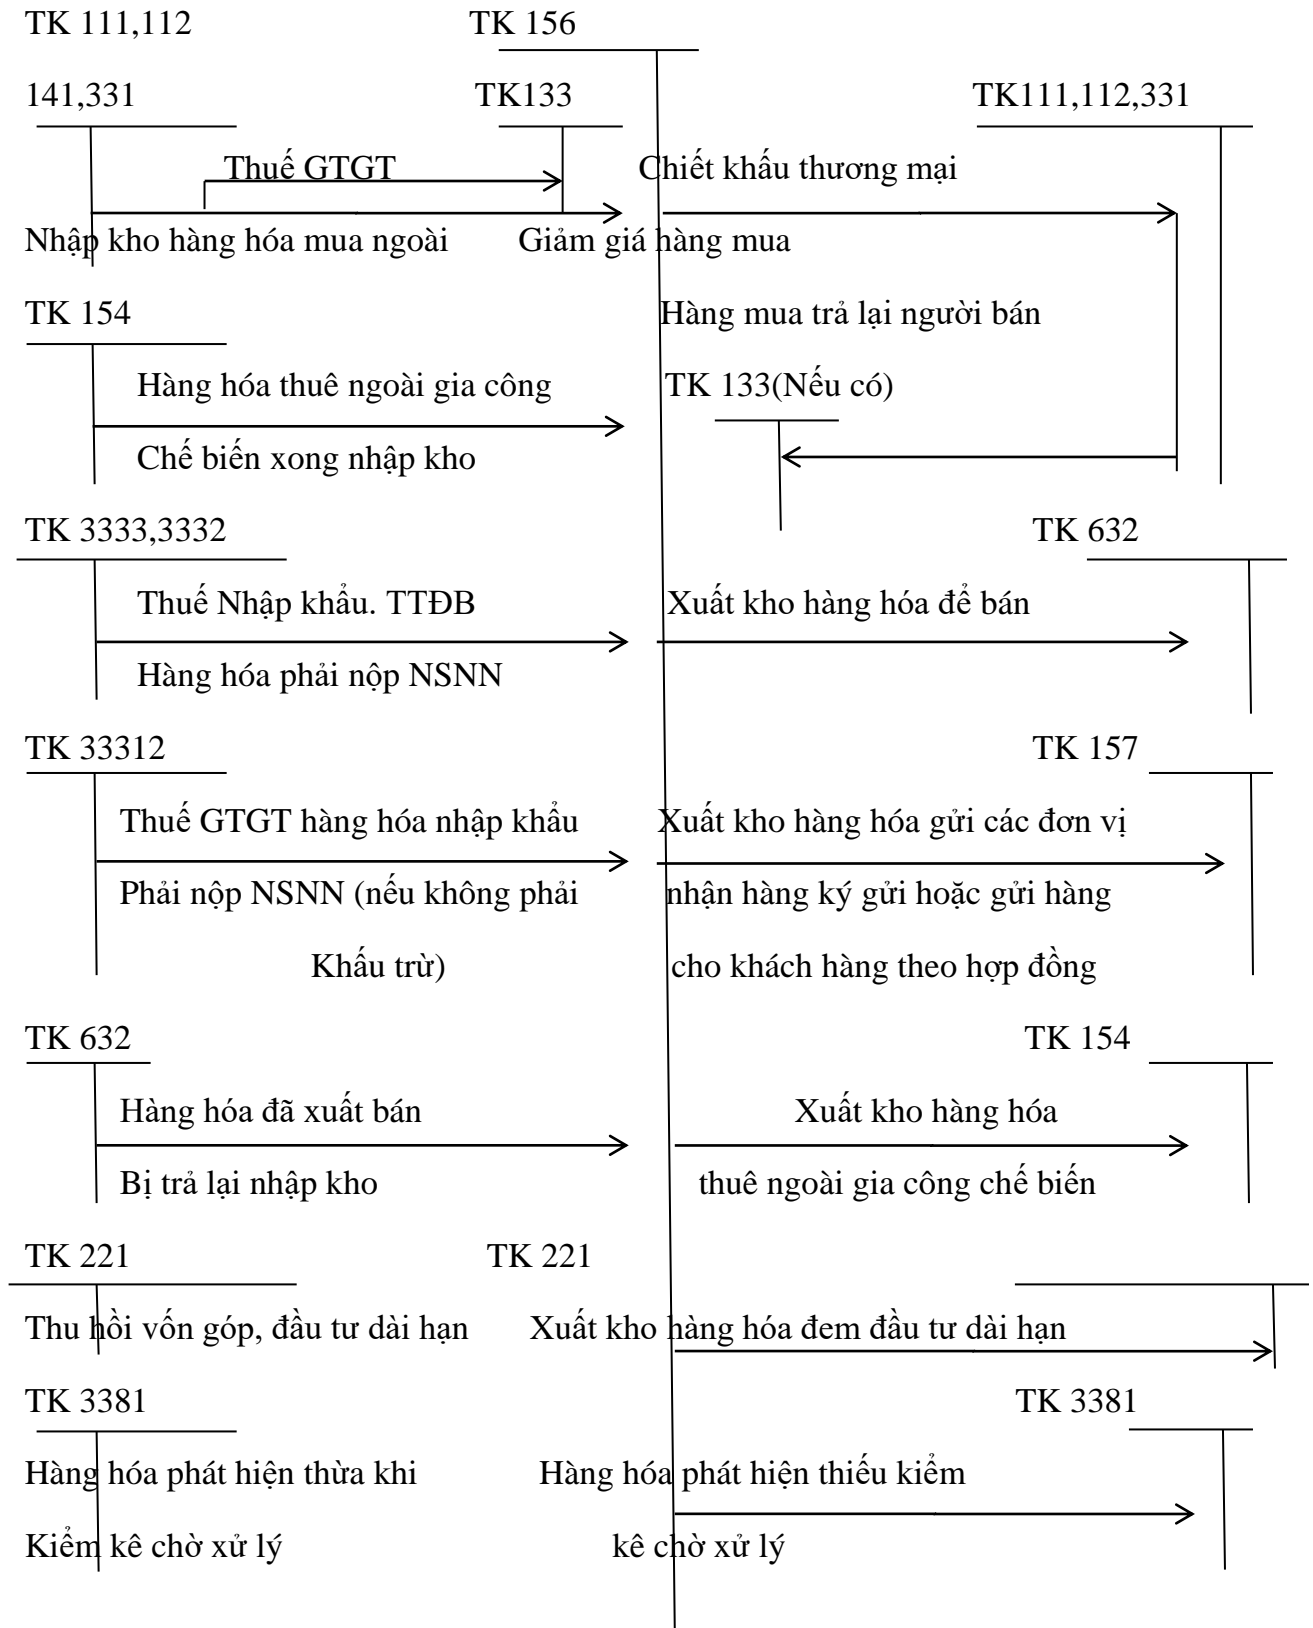 TK 111,112 TK 156
141,331 TK133 TK111,112,331
Thuế GTGT Chiết khấu thương mại
Nhập kho hàng hóa mua ngoài Giảm giá hàng mua
TK 154 Hàng mua trả lại người bán
Hàng hóa thuê ngoài gia công TK 133(Nếu có)
Chế biến xong nhập kho
TK 3333,3332 TK 632
Thuế Nhập khẩu. TTĐB Xuất kho hàng hóa để bán
Hàng hóa phải nộp NSNN
TK 33312 TK 157
Thuế GTGT hàng hóa nhập khẩu Xuất kho hàng hóa gửi các đơn vị
Phải nộp NSNN (nếu không phải nhận hàng ký gửi hoặc gửi hàng
Khấu trừ) cho khách hàng theo hợp đồng
TK 632 TK 154
Hàng hóa đã xuất bán Xuất kho hàng hóa
Bị trả lại nhập kho thuê ngoài gia công chế biến
TK 221 TK 221
Thu hồi vốn góp, đầu tư dài hạn Xuất kho hàng hóa đem đầu tư dài hạn
TK 3381 TK 3381
Hàng hóa phát hiện thừa khi Hàng hóa phát hiện thiếu kiểm
Kiểm kê chờ xử lý kê chờ xử lý